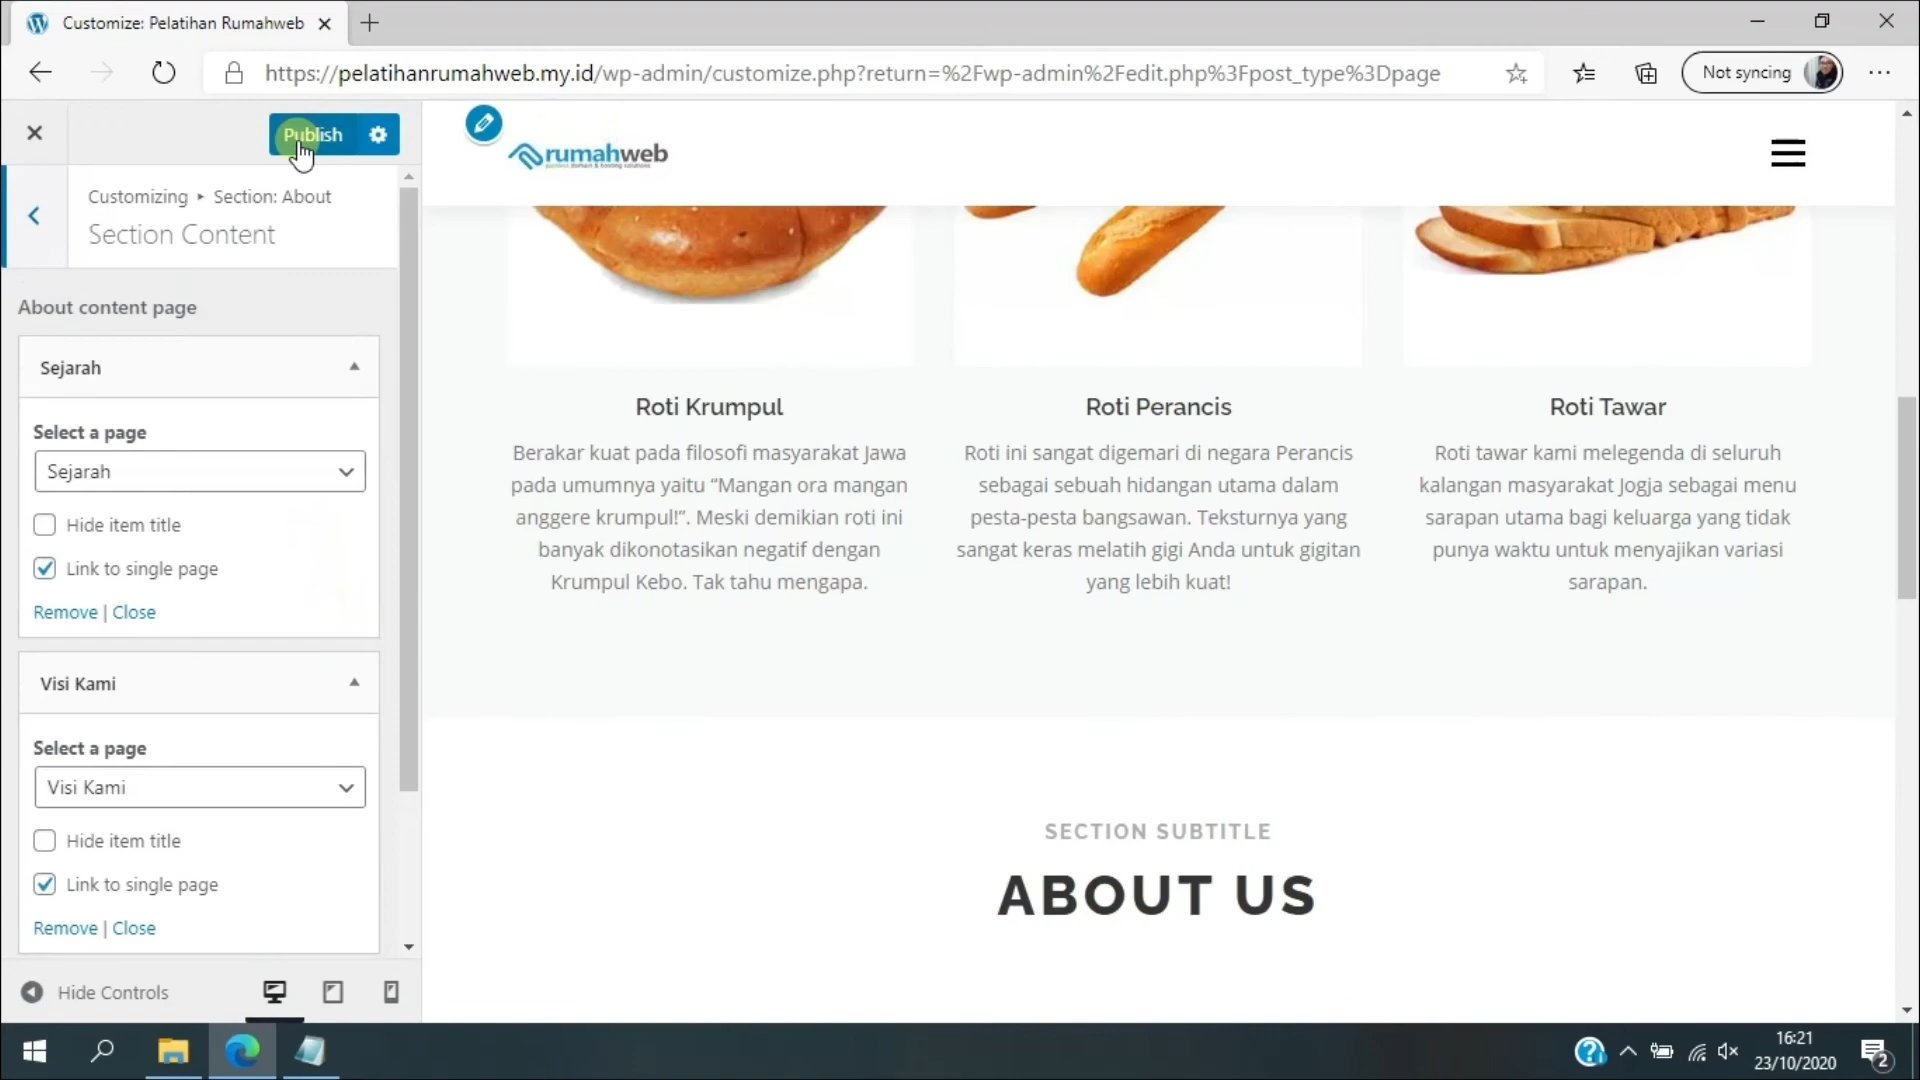 Customize: Pelatihan Rumahweb
https://pelatihanrumahweb.my.id/wp-admin/customize.php?return=%2Fwp-admin%2Fedit.php%3Fpost_type%3Dpage
Not syncing
Publish
Customizing ▸ Section: About
Section Content
About content page
Sejarah
Select a page
Sejarah
Hide item title
Link to single page
Remove | Close
Visi Kami
Select a page
Visi Kami
Hide item title
Link to single page
Remove | Close
Hide Controls
rumahweb
Roti Krumpul
Berakar kuat pada filosofi masyarakat Jawa
pada umumnya yaitu “Mangan ora mangan
anggere krumpul!”. Meski demikian roti ini
banyak dikonotasikan negatif dengan
Krumpul Kebo. Tak tahu mengapa.
Roti Perancis
Roti ini sangat digemari di negara Perancis
sebagai sebuah hidangan utama dalam
pesta-pesta bangsawan. Teksturnya yang
sangat keras melatih gigi Anda untuk gigitan
yang lebih kuat!
Roti Tawar
Roti tawar kami melegenda di seluruh
kalangan masyarakat Jogja sebagai menu
sarapan utama bagi keluarga yang tidak
punya waktu untuk menyajikan variasi
sarapan.
SECTION SUBTITLE
ABOUT US
16:21
23/10/2020
2